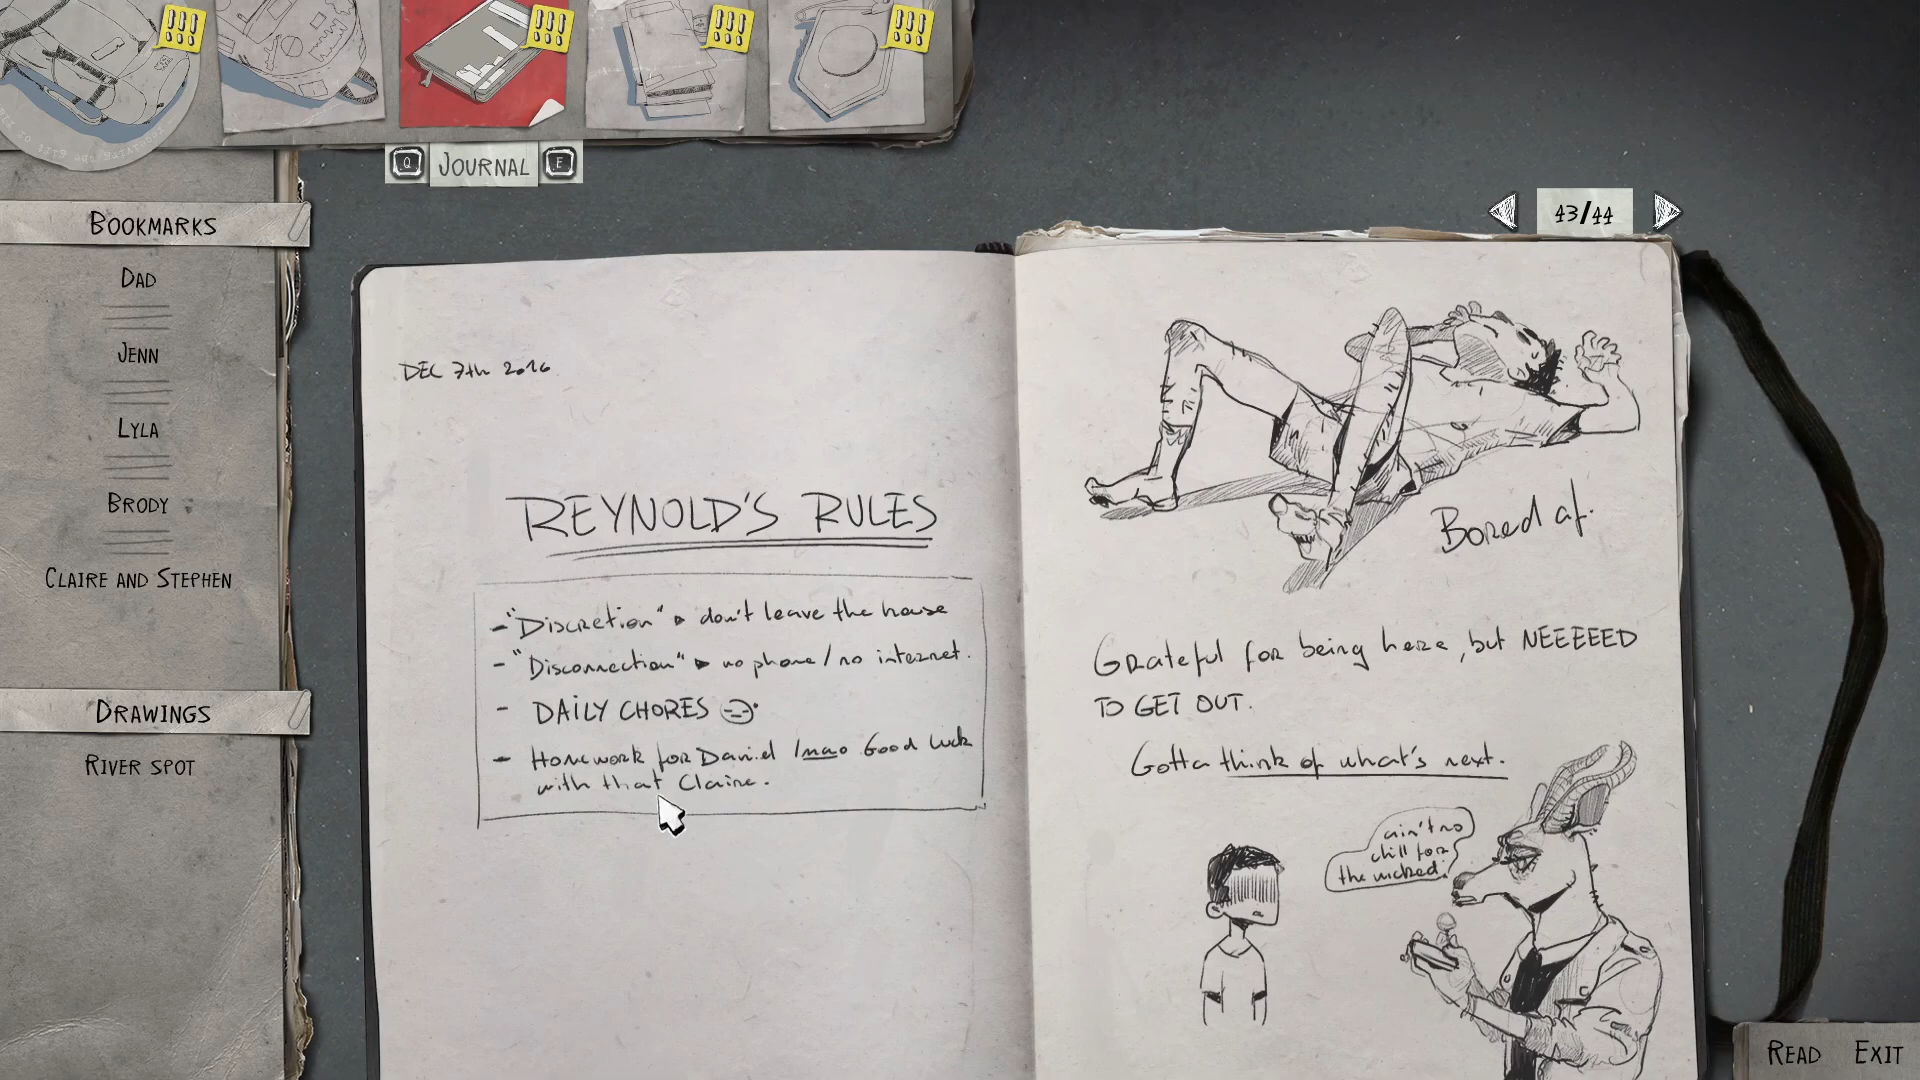 Q JOURNAL E
BOOKMARKS
DAD
JENN
LYLA
BRODY
CLAIRE AND STEPHEN
DRAWINGS
RIVER SPOT
43/44
DEC 7th 2016
REYNOLD'S RULES
- "Discretion" ▸ don't leave the house
- "Disconnection" ▸ no phone / no internet.
- DAILY CHORES
- Homework for Daniel lmao Good luck
with that Claire.
Bored af.
Grateful for being here, but NEEEEED
TO GET OUT.
Gotta think of what's next.
ain't no
chill for
the wicked.
READ EXIT